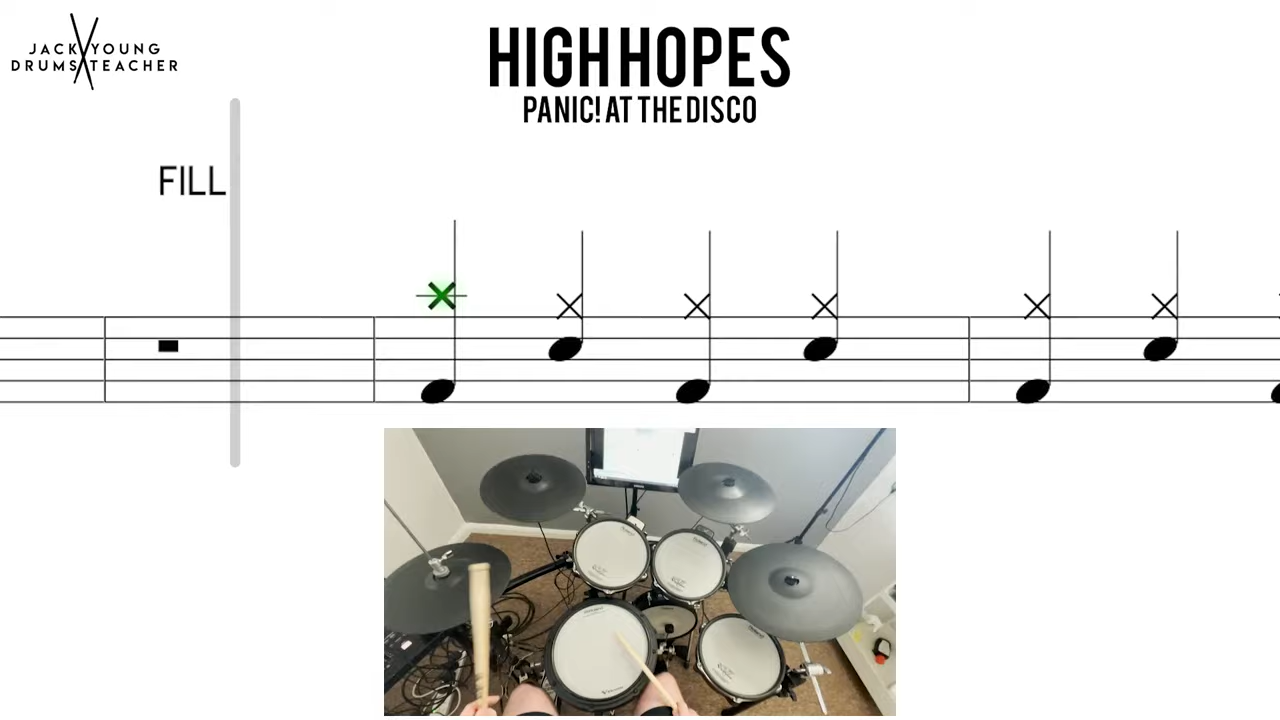 JACK YOUNG
DRUMS TEACHER
HIGH HOPES
PANIC! AT THE DISCO
FILL